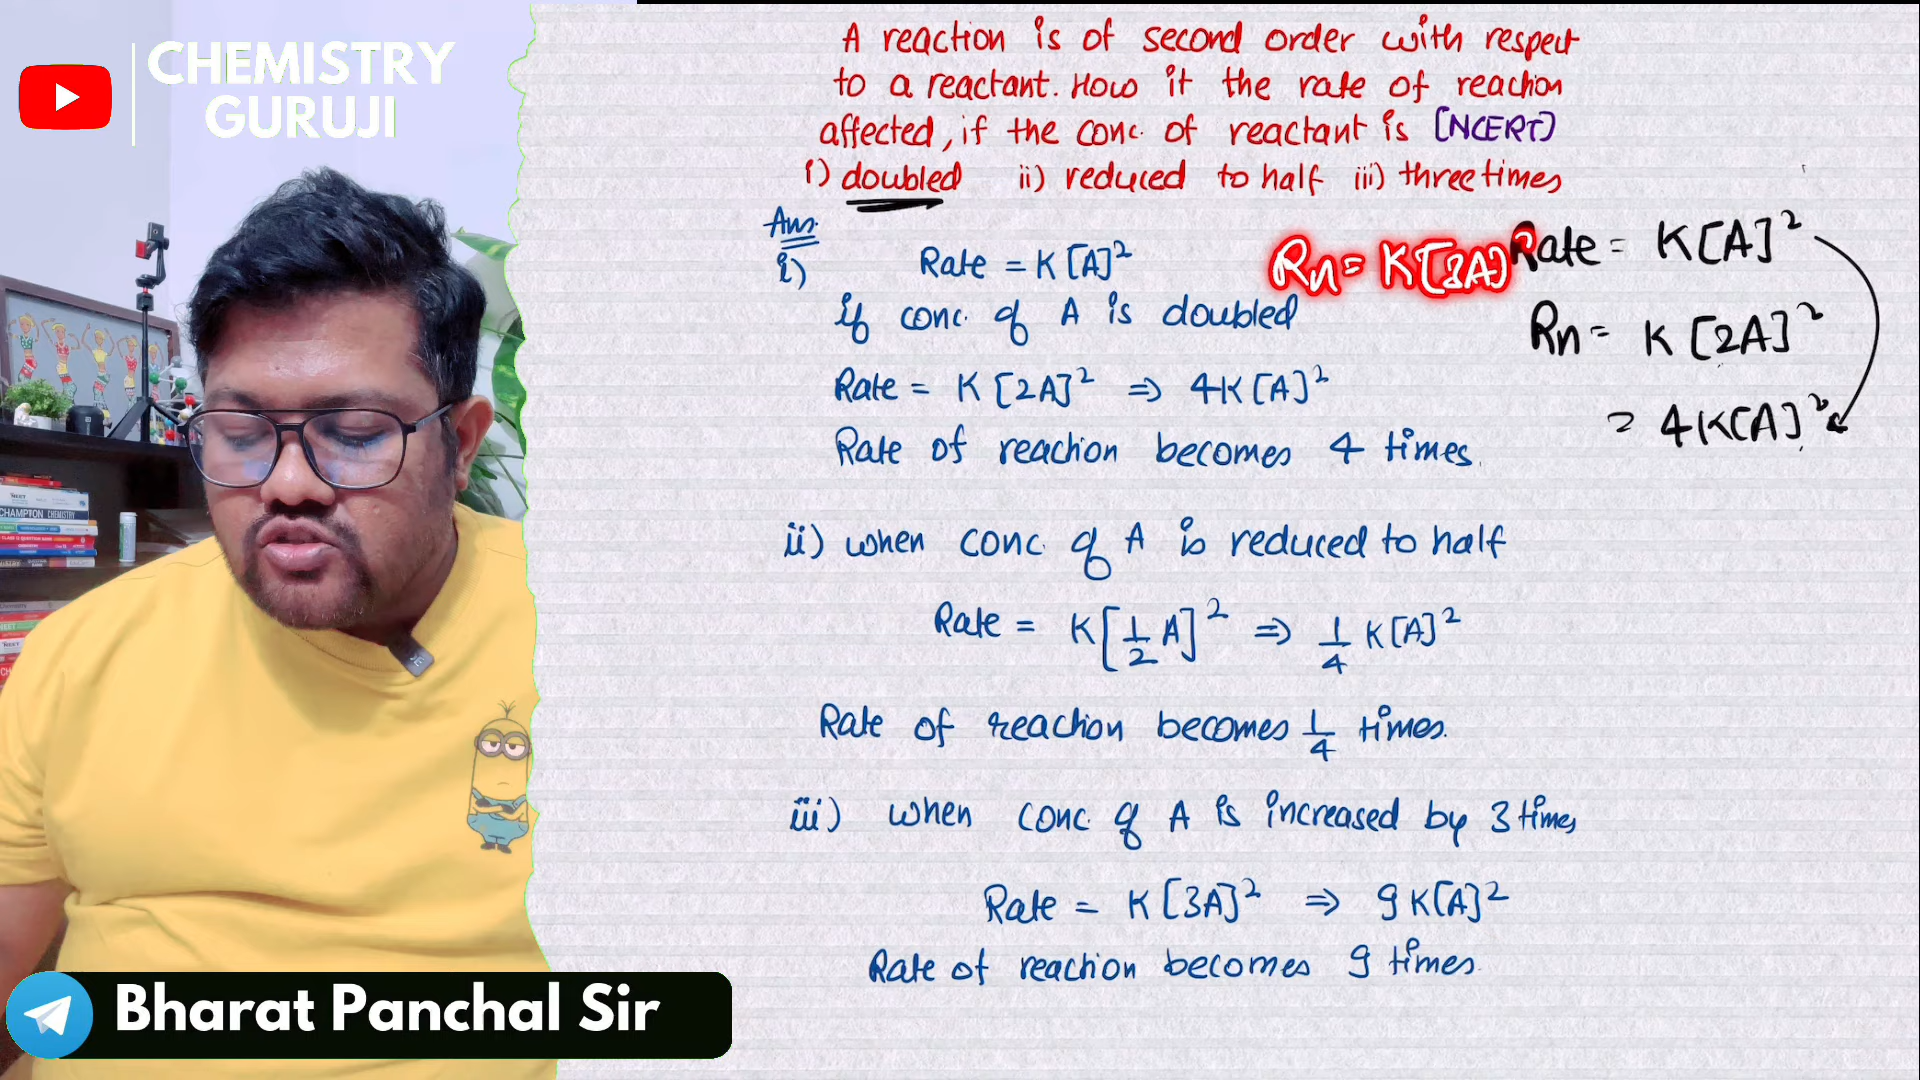 CHEMISTRY
GURUJI
A reaction is of second order with respect
to a reactant. How it the rate of reaction
affected, if the conc. of reactant is [NCERT]
i) doubled ii) reduced to half iii) three times
Ans.
i) Rate = K[A]²
Rn = K[3A]²
Rate = K[A]²
if conc. of A is doubled
Rn = K[2A]²
Rate = K[2A]² ⇒ 4K[A]²
= 4K[A]²
Rate of reaction becomes 4 times.
ii) when conc. of A is reduced to half
Rate = K[1/2 A]² ⇒ 1/4 K[A]²
Rate of reaction becomes 1/4 times.
iii) when conc. of A is increased by 3 times
Rate = K[3A]² ⇒ 9K[A]²
Rate of reaction becomes 9 times.
Bharat Panchal Sir